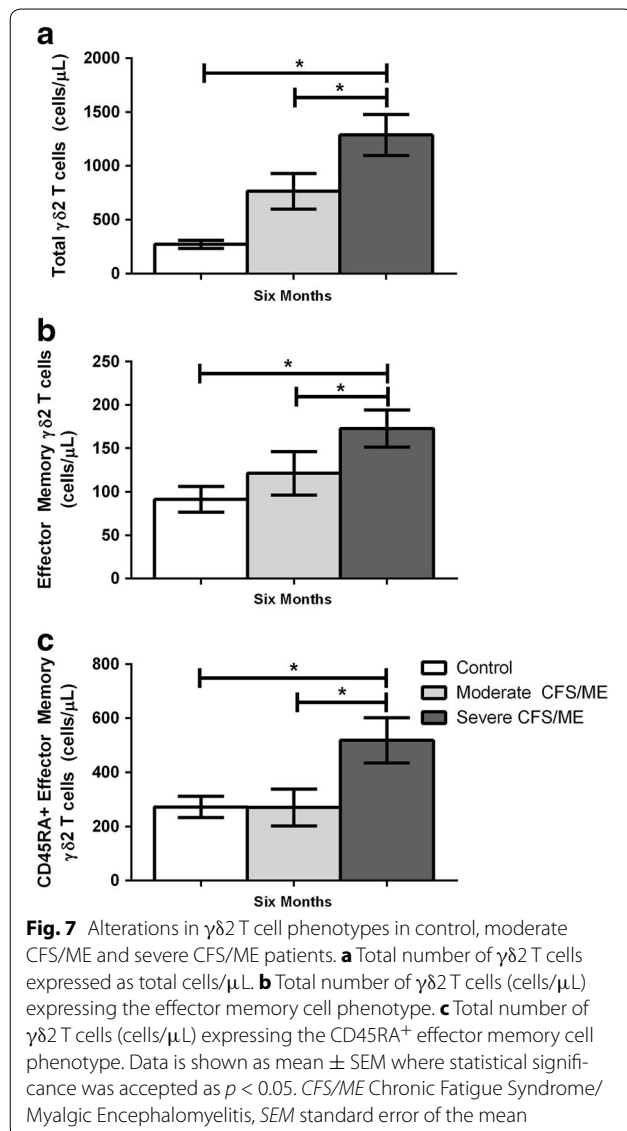 a
*
*
Total γδ2 T cells (cells/μL)
2000
1500
1000
500
0
Six Months
b
*
*
Effector Memory γδ2 T cells
(cells/μL)
250
200
150
100
50
0
Six Months
c
*
*
CD45RA+ Effector Memory
γδ2 T cells (cells/μL)
800
600
400
200
0
Six Months
Control
Moderate CFS/ME
Severe CFS/ME
Fig. 7 Alterations in γδ2 T cell phenotypes in control, moderate
CFS/ME and severe CFS/ME patients. a Total number of γδ2 T cells
expressed as total cells/μL. b Total number of γδ2 T cells (cells/μL)
expressing the effector memory cell phenotype. c Total number of
γδ2 T cells (cells/μL) expressing the CD45RA+ effector memory cell
phenotype. Data is shown as mean ± SEM where statistical signifi-
cance was accepted as p < 0.05. CFS/ME Chronic Fatigue Syndrome/
Myalgic Encephalomyelitis, SEM standard error of the mean